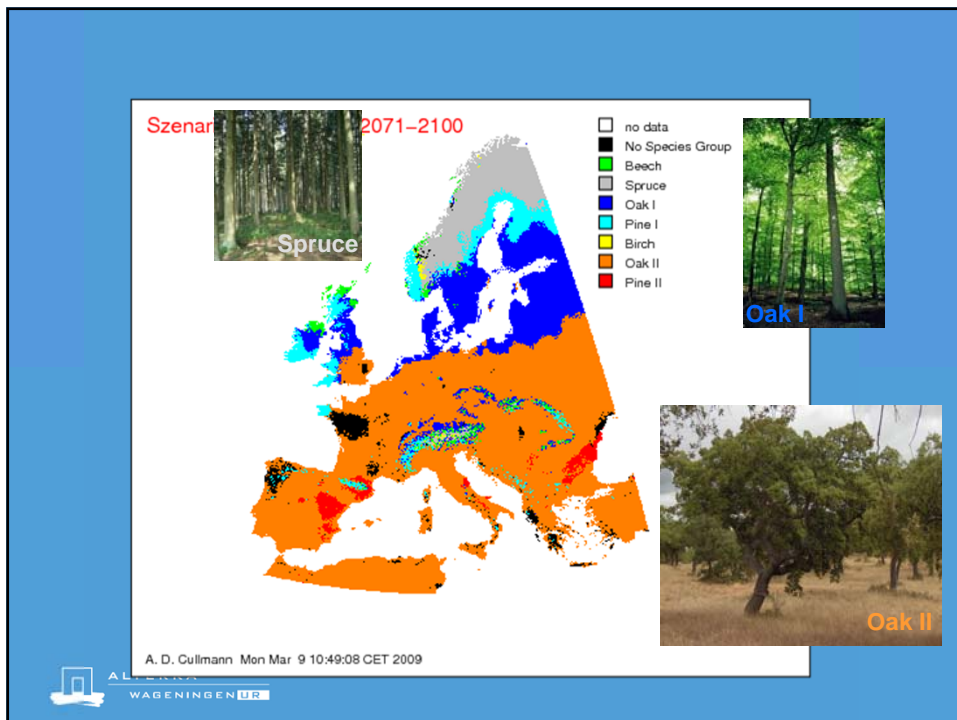 2071–2100
Spruce
no data
No Species Group
Beech
Spruce
Oak I
Pine I
Birch
Oak II
Pine II
Oak I
Oak II
A. D. Cullmann Mon Mar 9 10:49:08 CET 2009
WAGENINGEN UR